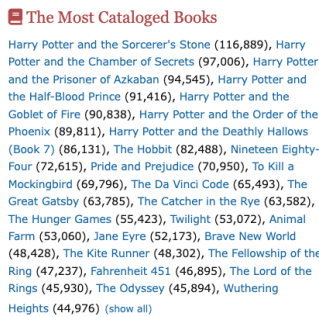 The Most Cataloged Books
Harry Potter and the Sorcerer's Stone (116,889), Harry
Potter and the Chamber of Secrets (97,006), Harry Potter
and the Prisoner of Azkaban (94,545), Harry Potter and
the Half-Blood Prince (91,416), Harry Potter and the
Goblet of Fire (90,838), Harry Potter and the Order of the
Phoenix (89,811), Harry Potter and the Deathly Hallows
(Book 7) (86,131), The Hobbit (82,488), Nineteen Eighty-
Four (72,615), Pride and Prejudice (70,950), To Kill a
Mockingbird (69,796), The Da Vinci Code (65,493), The
Great Gatsby (63,785), The Catcher in the Rye (63,582),
The Hunger Games (55,423), Twilight (53,072), Animal
Farm (53,060), Jane Eyre (52,173), Brave New World
(48,428), The Kite Runner (48,302), The Fellowship of the
Ring (47,237), Fahrenheit 451 (46,895), The Lord of the
Rings (45,930), The Odyssey (45,894), Wuthering
Heights (44,976) (show all)